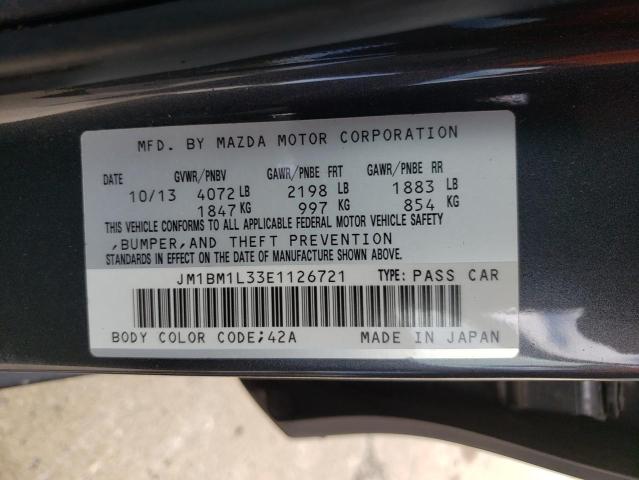 MFD. BY MAZDA MOTOR CORPORATION
DATE GVWR/PNBV GAWR/PNBE FRT GAWR/PNBE RR
10/13 4072 LB 2198 LB 1883 LB
1847 KG 997 KG 854 KG
THIS VEHICLE CONFORMS TO ALL APPLICABLE FEDERAL MOTOR VEHICLE SAFETY
,BUMPER,AND THEFT PREVENTION
STANDARDS IN EFFECT ON THE DATE OF MANUFACTURE SHOWN ABOVE.
JM1BM1L33E1126721 TYPE: PASS CAR
BODY COLOR CODE;42A MADE IN JAPAN